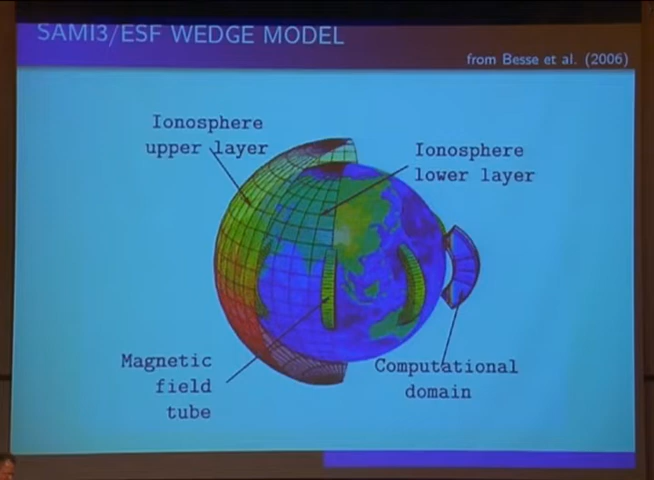 SAMI3/ESF WEDGE MODEL
from Besse et al. (2006)
Ionosphere
upper layer
Ionosphere
lower layer
Magnetic
field
tube
Computational
domain